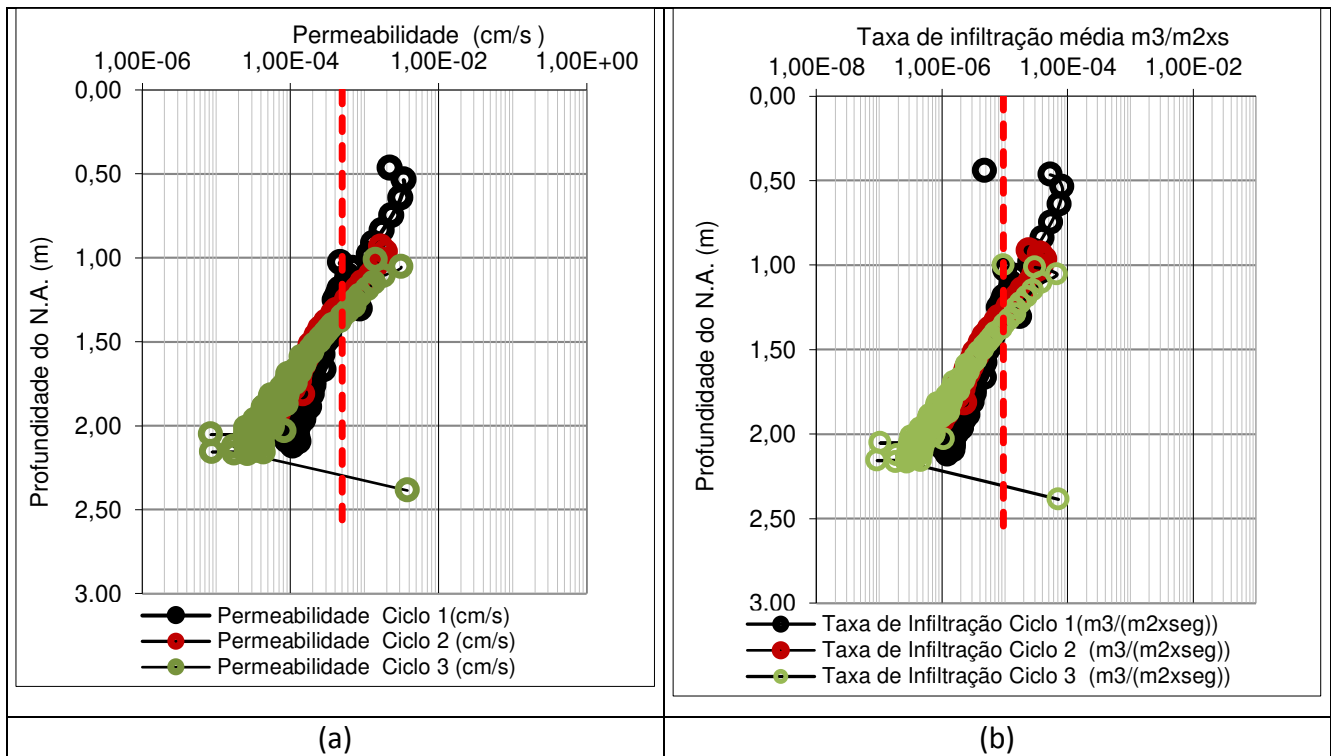 Permeabilidade (cm/s )
1,00E-06 1,00E-04 1,00E-02 1,00E+00
0,00
0,50
1,00
1,50
2,00
2,50
3.00
Profundidade do N.A. (m)
Permeabilidade Ciclo 1(cm/s)
Permeabilidade Ciclo 2 (cm/s)
Permeabilidade Ciclo 3 (cm/s)
(a)
Taxa de infiltração média m3/m2xs
1,00E-08 1,00E-06 1,00E-04 1,00E-02
0,00
0,50
1,00
1,50
2,00
2,50
3.00
Profundidade do N.A. (m)
Taxa de Infiltração Ciclo 1(m3/(m2xseg))
Taxa de Infiltração Ciclo 2 (m3/(m2xseg))
Taxa de Infiltração Ciclo 3 (m3/(m2xseg))
(b)